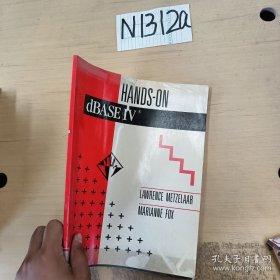 N1312a
HANDS-ON
dBASE IV®
LAWRENCE METZELAAR
MARIANNE FOX
孔夫子旧书网